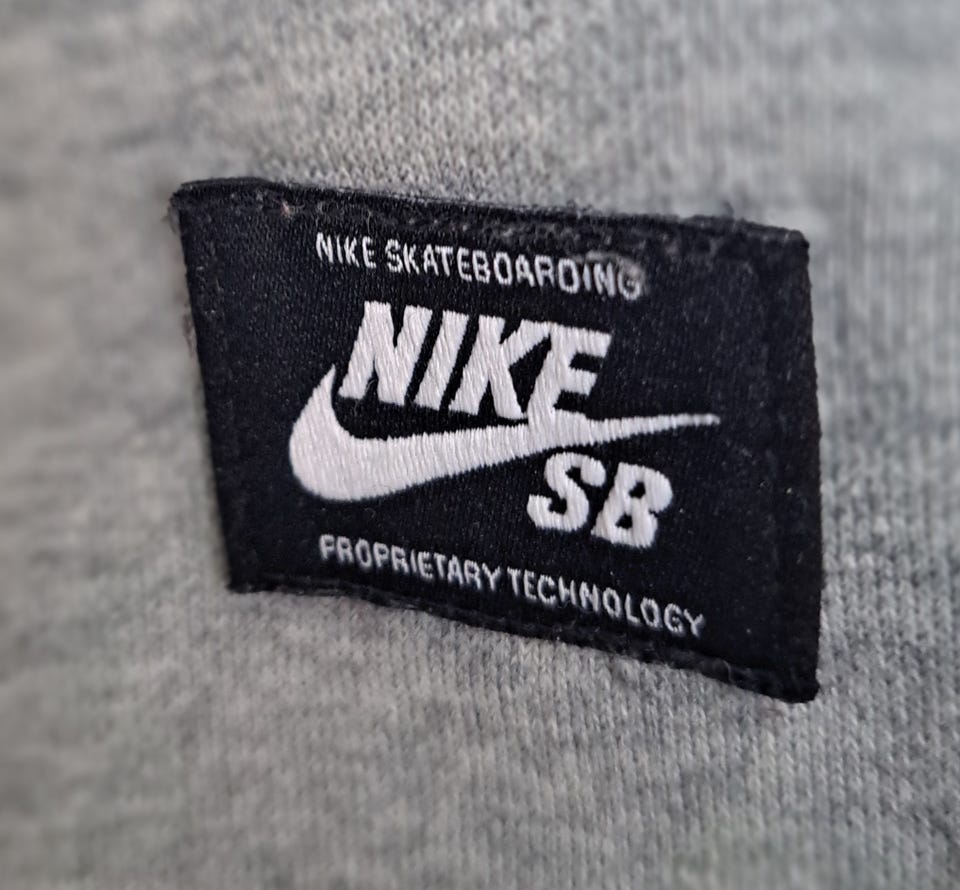 NIKE SKATEBOARDING
NIKE
SB
PROPRIETARY TECHNOLOGY